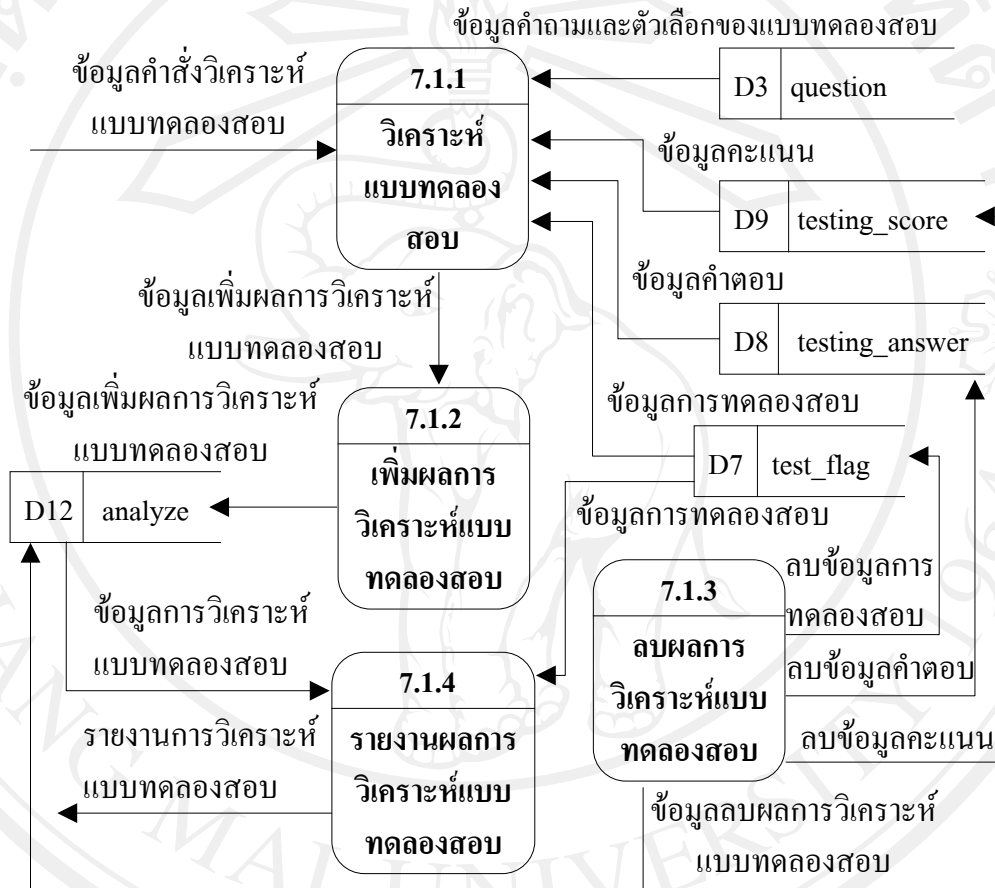 ข้อมูลคำถามและตัวเลือกของแบบทดลองสอบ
ข้อมูลคำสั่งวิเคราะห์
แบบทดลองสอบ
7.1.1
วิเคราะห์
แบบทดลอง
สอบ
D3 question
ข้อมูลคะแนน
D9 testing_score
ข้อมูลคำตอบ
D8 testing_answer
ข้อมูลเพิ่มผลการวิเคราะห์
แบบทดลองสอบ
ข้อมูลเพิ่มผลการวิเคราะห์
แบบทดลองสอบ
7.1.2
เพิ่มผลการ
วิเคราะห์แบบ
ทดลองสอบ
ข้อมูลการทดลองสอบ
D7 test_flag
ข้อมูลการทดลองสอบ
D12 analyze
7.1.3
ลบผลการ
วิเคราะห์แบบ
ทดลองสอบ
ลบข้อมูลการ
ทดลองสอบ
ลบข้อมูลคำตอบ
ลบข้อมูลคะแนน
ข้อมูลการวิเคราะห์
แบบทดลองสอบ
7.1.4
รายงานผลการ
วิเคราะห์แบบ
ทดลองสอบ
รายงานการวิเคราะห์
แบบทดลองสอบ
ข้อมูลลบผลการวิเคราะห์
แบบทดลองสอบ